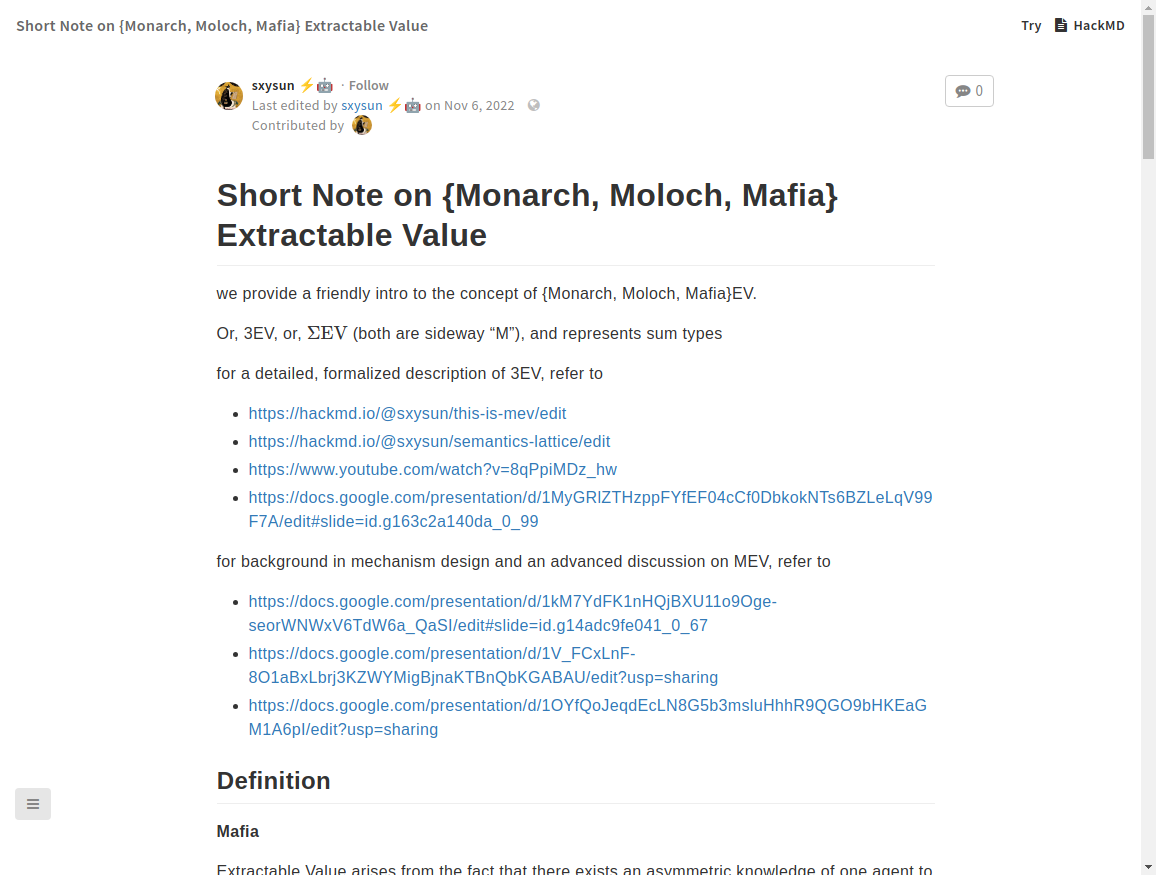 Short Note on {Monarch, Moloch, Mafia} Extractable Value
Try HackMD
sxysun ⚡🤖 · Follow
0
Last edited by sxysun ⚡🤖 on Nov 6, 2022
Contributed by
Short Note on {Monarch, Moloch, Mafia}
Extractable Value
we provide a friendly intro to the concept of {Monarch, Moloch, Mafia}EV.
Or, 3EV, or, ΣEV (both are sideway “M”), and represents sum types
for a detailed, formalized description of 3EV, refer to
https://hackmd.io/@sxysun/this-is-mev/edit
https://hackmd.io/@sxysun/semantics-lattice/edit
https://www.youtube.com/watch?v=8qPpiMDz_hw
https://docs.google.com/presentation/d/1MyGRlZTHzppFYfEF04cCf0DbkokNTs6BZLeLqV99
F7A/edit#slide=id.g163c2a140da_0_99
for background in mechanism design and an advanced discussion on MEV, refer to
https://docs.google.com/presentation/d/1kM7YdFK1nHQjBXU11o9Oge-
seorWNWxV6TdW6a_QaSI/edit#slide=id.g14adc9fe041_0_67
https://docs.google.com/presentation/d/1V_FCxLnF-
8O1aBxLbrj3KZWYMigBjnaKTBnQbKGABAU/edit?usp=sharing
https://docs.google.com/presentation/d/1OYfQoJeqdEcLN8G5b3msluHhhR9QGO9bHKEaG
M1A6pI/edit?usp=sharing
Definition
Mafia
Extractable Value arises from the fact that there exists an asymmetric knowledge of one agent to